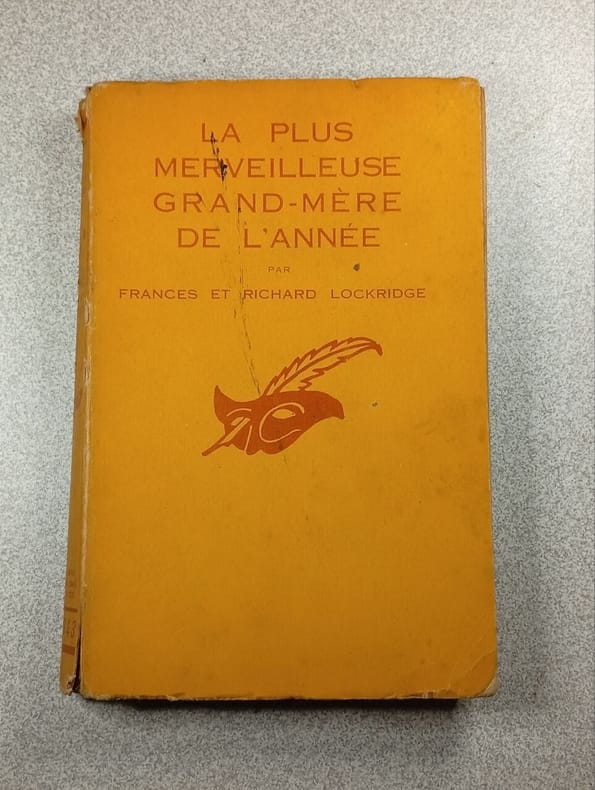 LA PLUS
MERVEILLEUSE
GRAND-MÈRE
DE L'ANNÉE
PAR
FRANCES ET RICHARD LOCKRIDGE